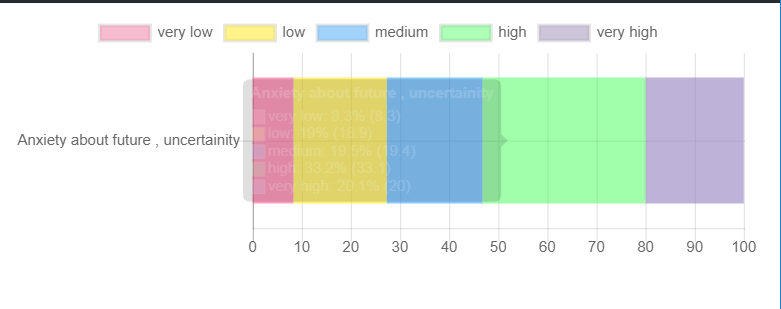 very low low medium high very high
Anxiety about future , uncertainity
very low: 8.3% (8.3)
low: 19% (18.9)
medium: 19.5% (19.4)
high: 33.2% (33.1)
very high: 20.1% (20)
Anxiety about future , uncertainity
0 10 20 30 40 50 60 70 80 90 100